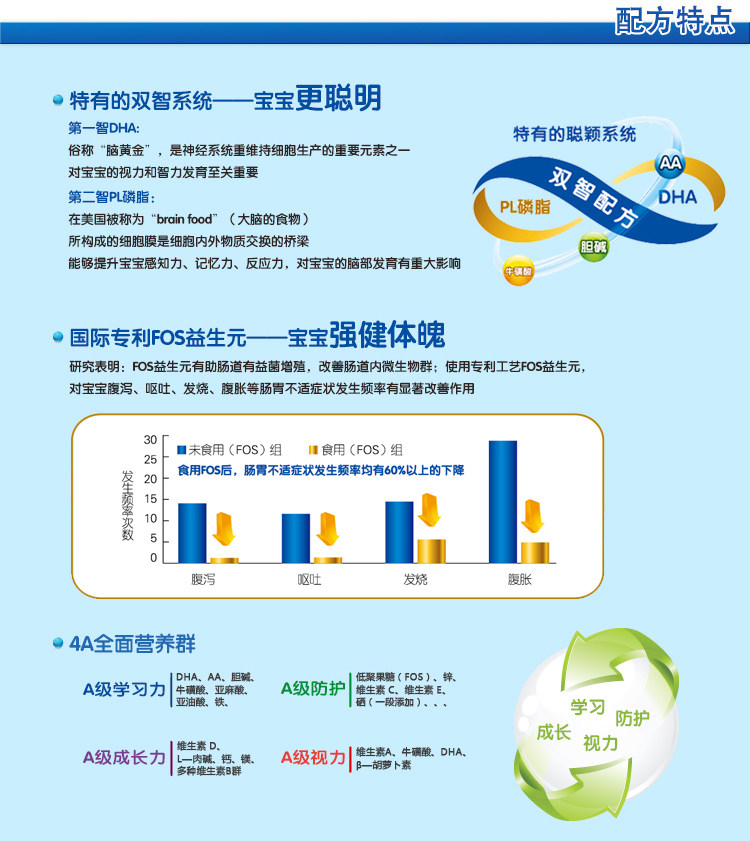 配方特点
特有的双智系统——宝宝更聪明
第一智DHA:
俗称“脑黄金”，是神经系统重维持细胞生产的重要元素之一
对宝宝的视力和智力发育至关重要
第二智PL磷脂：
在美国被称为“brain food”（大脑的食物）
所构成的细胞膜是细胞内外物质交换的桥梁
能够提升宝宝感知力、记忆力、反应力，对宝宝的脑部发育有重大影响
特有的聪颖系统
AA
双智配方
DHA
PL磷脂
胆碱
牛磺酸
国际专利FOS益生元——宝宝强健体魄
研究表明：FOS益生元有助肠道有益菌增殖，改善肠道内微生物群；使用专利工艺FOS益生元，
对宝宝腹泻、呕吐、发烧、腹胀等肠胃不适症状发生频率有显著改善作用
发生频率次数
30
25
20
15
10
5
0
未食用（FOS）组
食用（FOS）组
食用FOS后，肠胃不适症状发生频率均有60%以上的下降
腹泻
呕吐
发烧
腹胀
4A全面营养群
A级学习力
DHA、AA、胆碱、
牛磺酸、亚麻酸、
亚油酸、铁、
A级防护
低聚果糖（FOS）、锌、
维生素 C、维生素 E、
硒（一段添加）、、、
A级成长力
维生素 D、
L—肉碱、钙、镁、
多种维生素B群
A级视力
维生素A、牛磺酸、DHA、
β—胡萝卜素
学习
防护
成长
视力